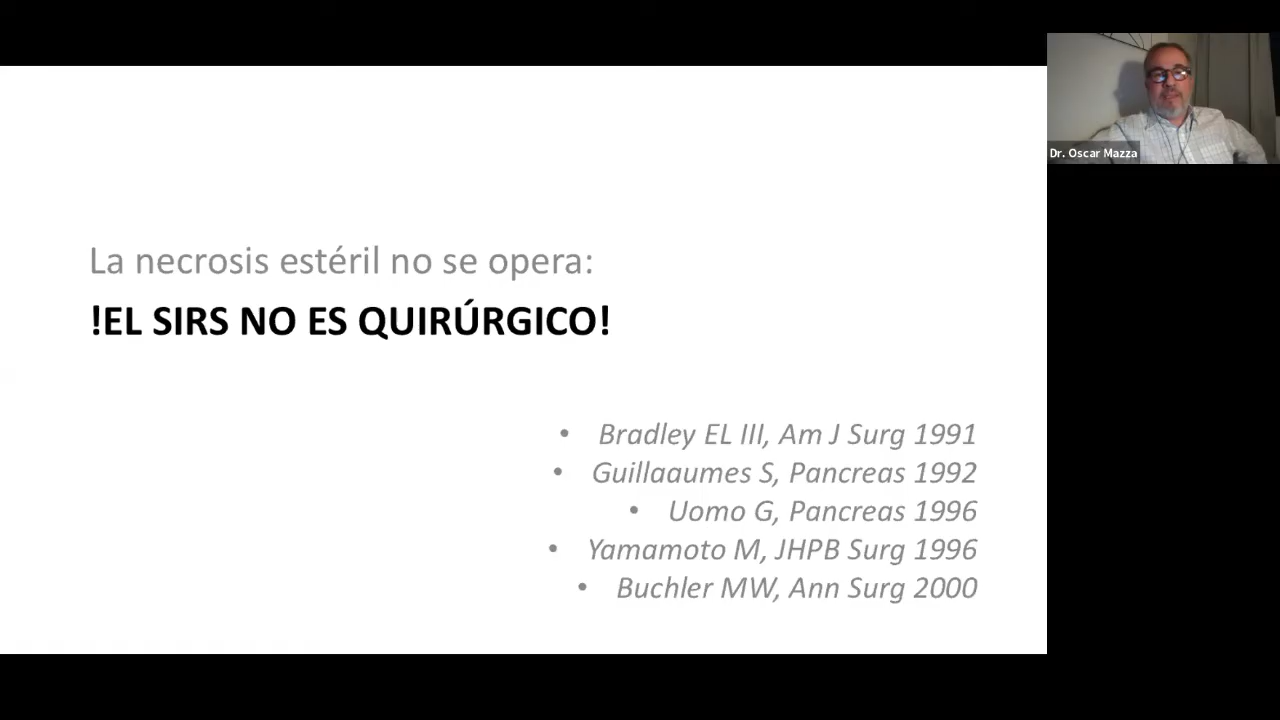 Dr. Oscar Mazza
La necrosis estéril no se opera:
!EL SIRS NO ES QUIRÚRGICO!
• Bradley EL III, Am J Surg 1991
• Guillaaumes S, Pancreas 1992
• Uomo G, Pancreas 1996
• Yamamoto M, JHPB Surg 1996
• Buchler MW, Ann Surg 2000